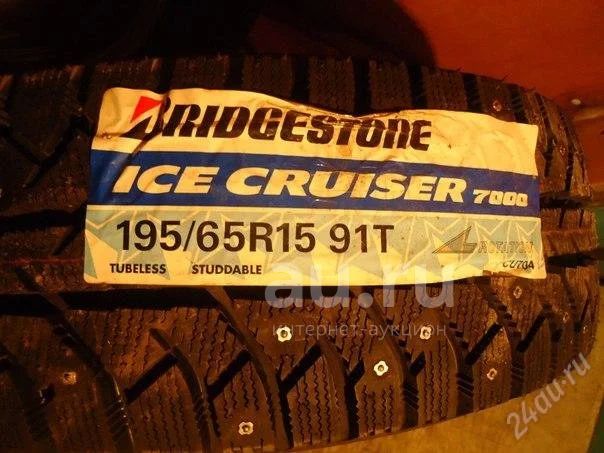 BRIDGESTONE
ICE CRUISER 7000
195/65R15 91T
TUBELESS STUDDABLE
au.ru
интернет-аукцион
24au.ru